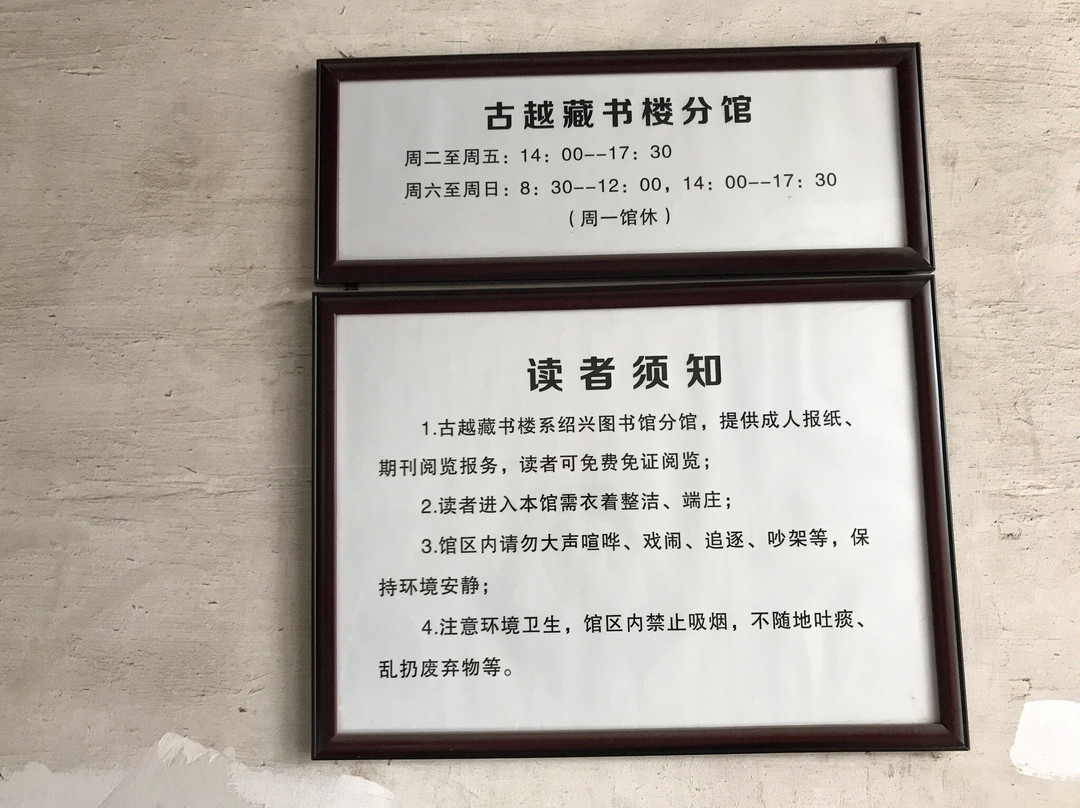 古越藏书楼分馆
周二至周五：14：00--17：30
周六至周日：8：30--12：00，14：00--17：30
（周一馆休）
读者须知
1.古越藏书楼系绍兴图书馆分馆，提供成人报纸、
期刊阅览报务，读者可免费免证阅览；
2.读者进入本馆需衣着整洁、端庄；
3.馆区内请勿大声喧哗、戏闹、追逐、吵架等，保
持环境安静；
4.注意环境卫生，馆区内禁止吸烟，不随地吐痰、
乱扔废弃物等。